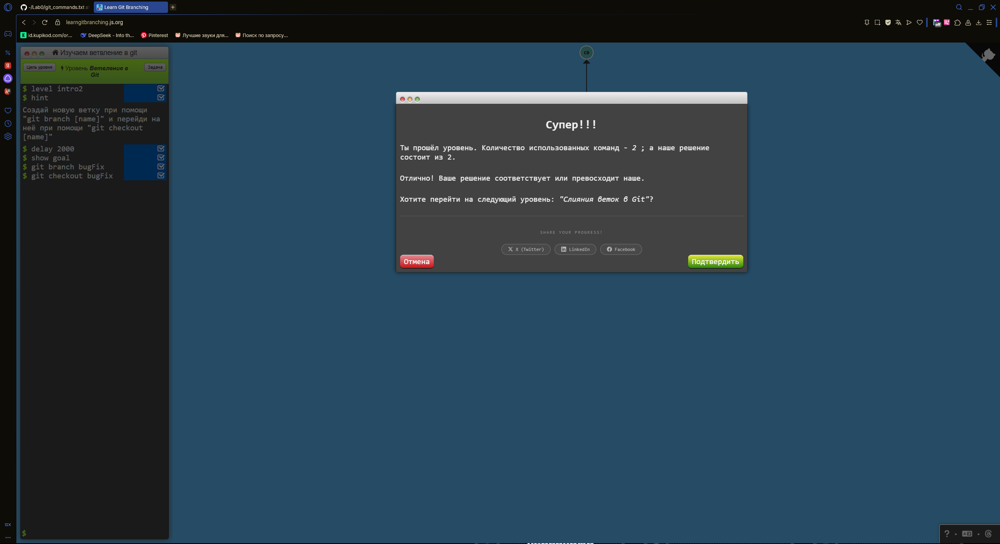 -/Lab0/git_commands.txt a
Learn Git Branching
learngitbranching.js.org
id.kupikod.com/or...
DeepSeek - Into th...
Pinterest
Лучшие звуки для...
Поиск по запросу...
off
Изучаем ветвление в git
Цель уровня
Уровень Ветвление в Git
Задача
$ level intro2
$ hint
Создай новую ветку при помощи
"git branch [name]" и перейди на
неё при помощи "git checkout
[name]"
$ delay 2000
$ show goal
$ git branch bugFix
$ git checkout bugFix
$
C0
Супер!!!
Ты прошёл уровень. Количество использованных команд - 2 ; а наше решение
состоит из 2.
Отлично! Ваше решение соответствует или превосходит наше.
Хотите перейти на следующий уровень: "Слияния веток в Git"?
SHARE YOUR PROGRESS!
X (Twitter)
LinkedIn
Facebook
Отмена
Подтвердить
GX
?